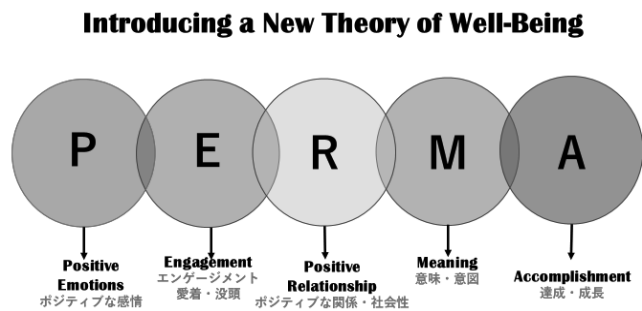 Introducing a New Theory of Well-Being
P
E
R
M
A
Positive
Emotions
ポジティブな感情
Engagement
エンゲージメント
愛着・没頭
Positive
Relationship
ポジティブな関係・社会性
Meaning
意味・意図
Accomplishment
達成・成長